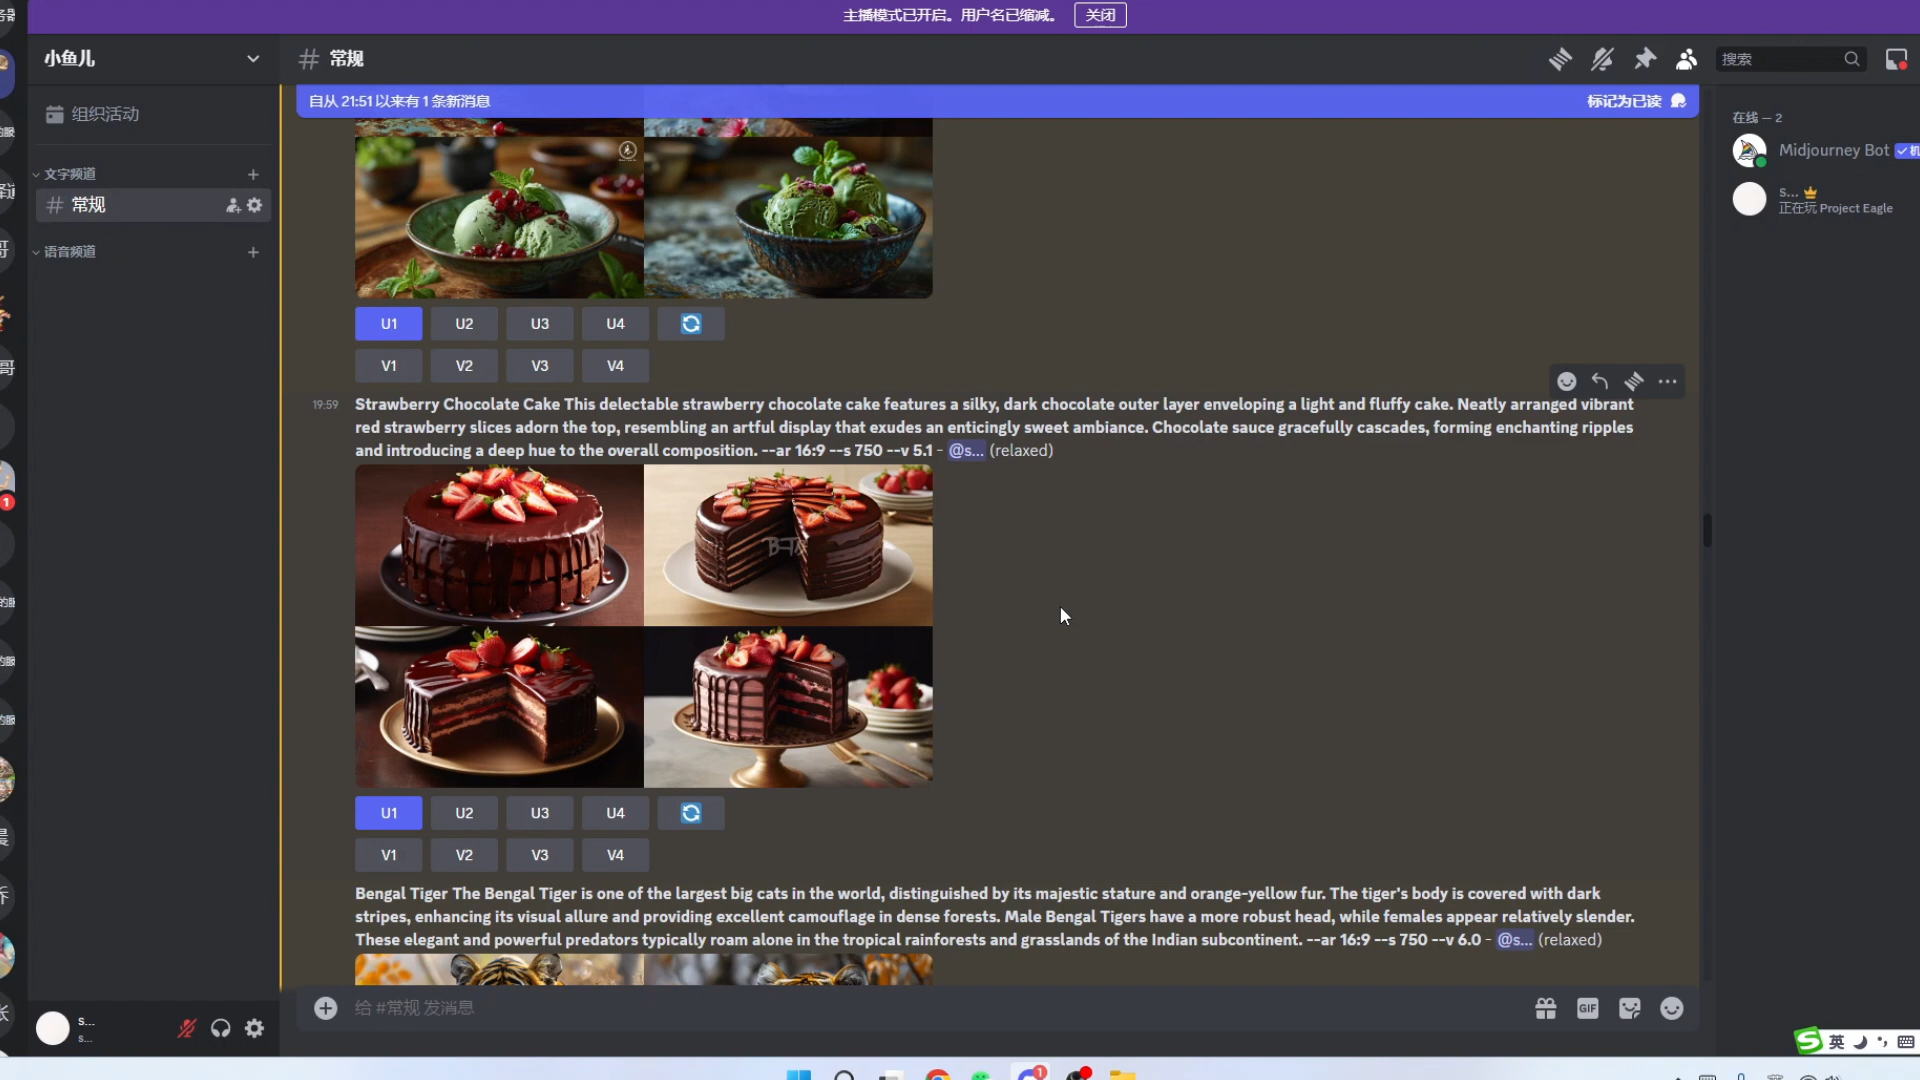 主播模式已开启。用户名已缩减。 关闭
小鱼儿
常规
搜索
组织活动
自从 21:51 以来有 1 条新消息
标记为已读
在线 — 2
Midjourney Bot
s...
正在玩 Project Eagle
文字频道
常规
语音频道
U1 U2 U3 U4
V1 V2 V3 V4
19:59
Strawberry Chocolate Cake This delectable strawberry chocolate cake features a silky, dark chocolate outer layer enveloping a light and fluffy cake. Neatly arranged vibrant
red strawberry slices adorn the top, resembling an artful display that exudes an enticingly sweet ambiance. Chocolate sauce gracefully cascades, forming enchanting ripples
and introducing a deep hue to the overall composition. --ar 16:9 --s 750 --v 5.1 - @s... (relaxed)
U1 U2 U3 U4
V1 V2 V3 V4
Bengal Tiger The Bengal Tiger is one of the largest big cats in the world, distinguished by its majestic stature and orange-yellow fur. The tiger's body is covered with dark
stripes, enhancing its visual allure and providing excellent camouflage in dense forests. Male Bengal Tigers have a more robust head, while females appear relatively slender.
These elegant and powerful predators typically roam alone in the tropical rainforests and grasslands of the Indian subcontinent. --ar 16:9 --s 750 --v 6.0 - @s... (relaxed)
给 #常规 发消息
GIF
s...
s...
英
1
1